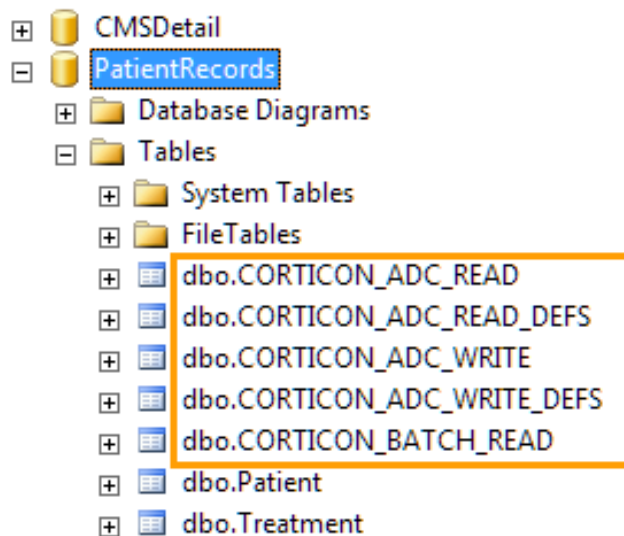 CMSDetail
PatientRecords
Database Diagrams
Tables
System Tables
FileTables
dbo.CORTICON_ADC_READ
dbo.CORTICON_ADC_READ_DEFS
dbo.CORTICON_ADC_WRITE
dbo.CORTICON_ADC_WRITE_DEFS
dbo.CORTICON_BATCH_READ
dbo.Patient
dbo.Treatment